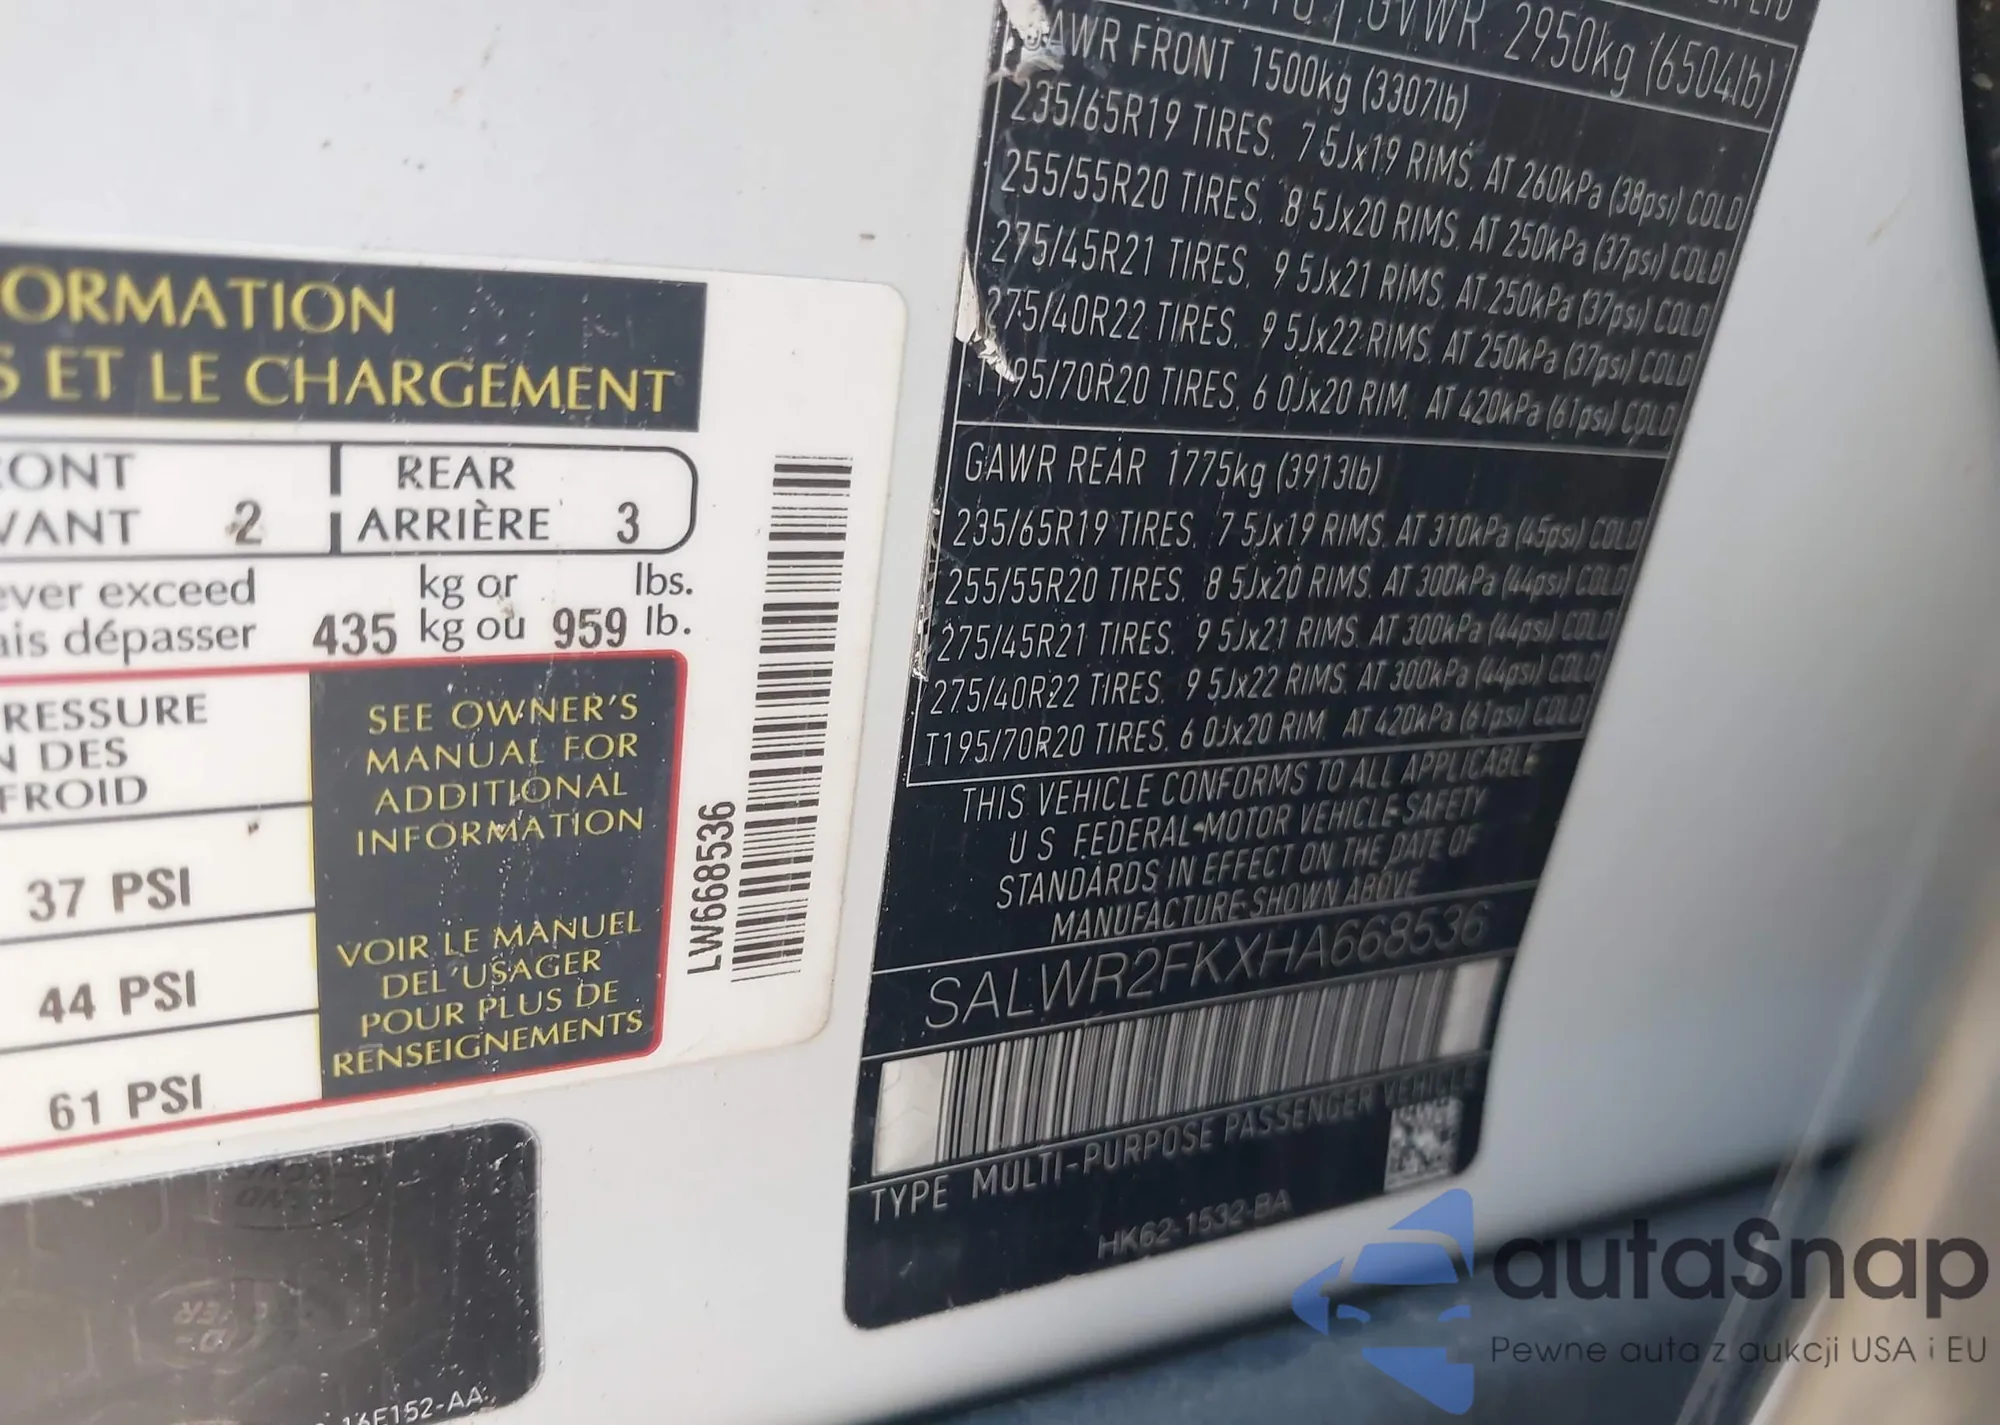 ORMATION
S ET LE CHARGEMENT
RONT
VANT 2
REAR
ARRIÈRE 3
ever exceed
ais dépasser 435 kg or
kg ou 959 lbs.
lb.
PRESSURE
N DES
FROID
37 PSI
44 PSI
61 PSI
SEE OWNER'S
MANUAL FOR
ADDITIONAL
INFORMATION
VOIR LE MANUEL
DEL'USAGER
POUR PLUS DE
RENSEIGNEMENTS
LW668536
16E152-AA
LTD
GVWR 2950kg (6504lb)
GAWR FRONT 1500kg (3307lb)
235/65R19 TIRES, 7.5Jx19 RIMS, AT 260kPa (38psi) COLD
255/55R20 TIRES, 8.5Jx20 RIMS, AT 250kPa (37psi) COLD
275/45R21 TIRES, 9.5Jx21 RIMS, AT 250kPa (37psi) COLD
275/40R22 TIRES, 9.5Jx22 RIMS, AT 250kPa (37psi) COLD
T195/70R20 TIRES, 6.0Jx20 RIM, AT 420kPa (61psi) COLD
GAWR REAR 1775kg (3913lb)
235/65R19 TIRES, 7.5Jx19 RIMS, AT 310kPa (45psi) COLD
255/55R20 TIRES, 8.5Jx20 RIMS, AT 300kPa (44psi) COLD
275/45R21 TIRES, 9.5Jx21 RIMS, AT 300kPa (44psi) COLD
275/40R22 TIRES, 9.5Jx22 RIMS, AT 300kPa (44psi) COLD
T195/70R20 TIRES, 6.0Jx20 RIM, AT 420kPa (61psi) COLD
THIS VEHICLE CONFORMS TO ALL APPLICABLE
U.S. FEDERAL MOTOR VEHICLE SAFETY
STANDARDS IN EFFECT ON THE DATE OF
MANUFACTURE SHOWN ABOVE
SALWR2FKXHA668536
TYPE MULTI-PURPOSE PASSENGER VEHICLE
HK62-1532-BA
autaSnap
Pewne auta z aukcji USA i EU